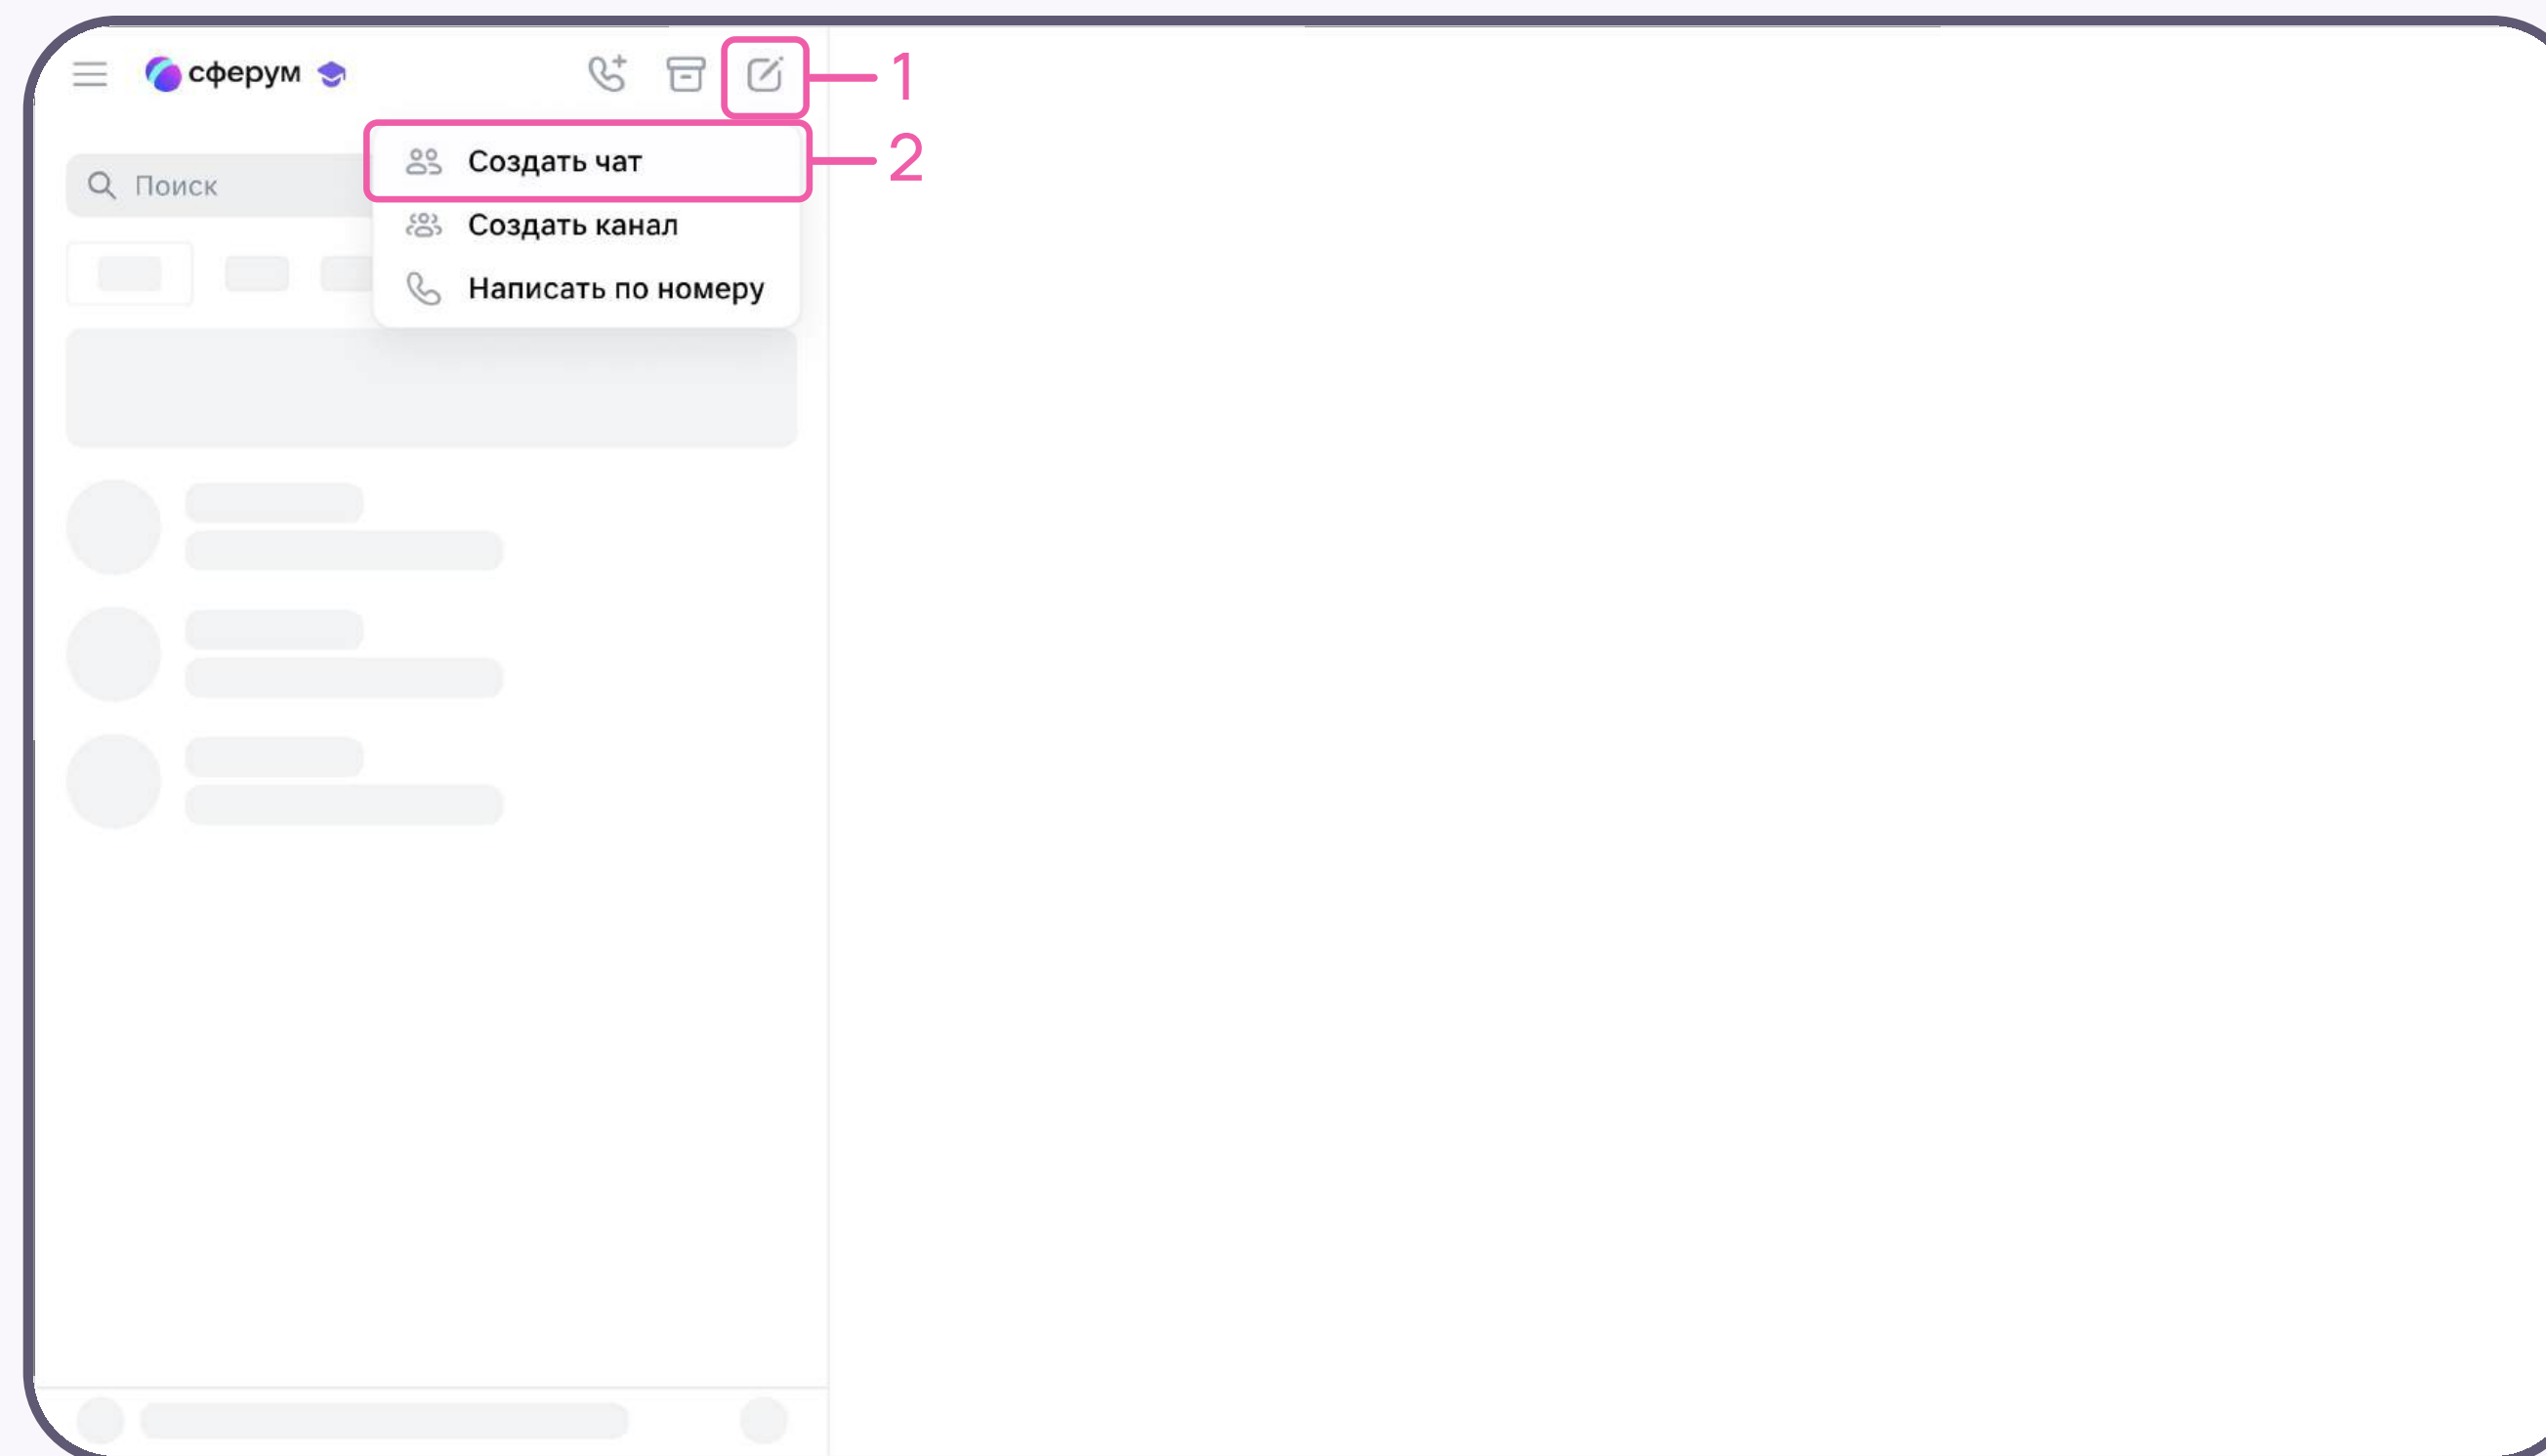 сферум
1
Создать чат
2
Поиск
Создать канал
Написать по номеру